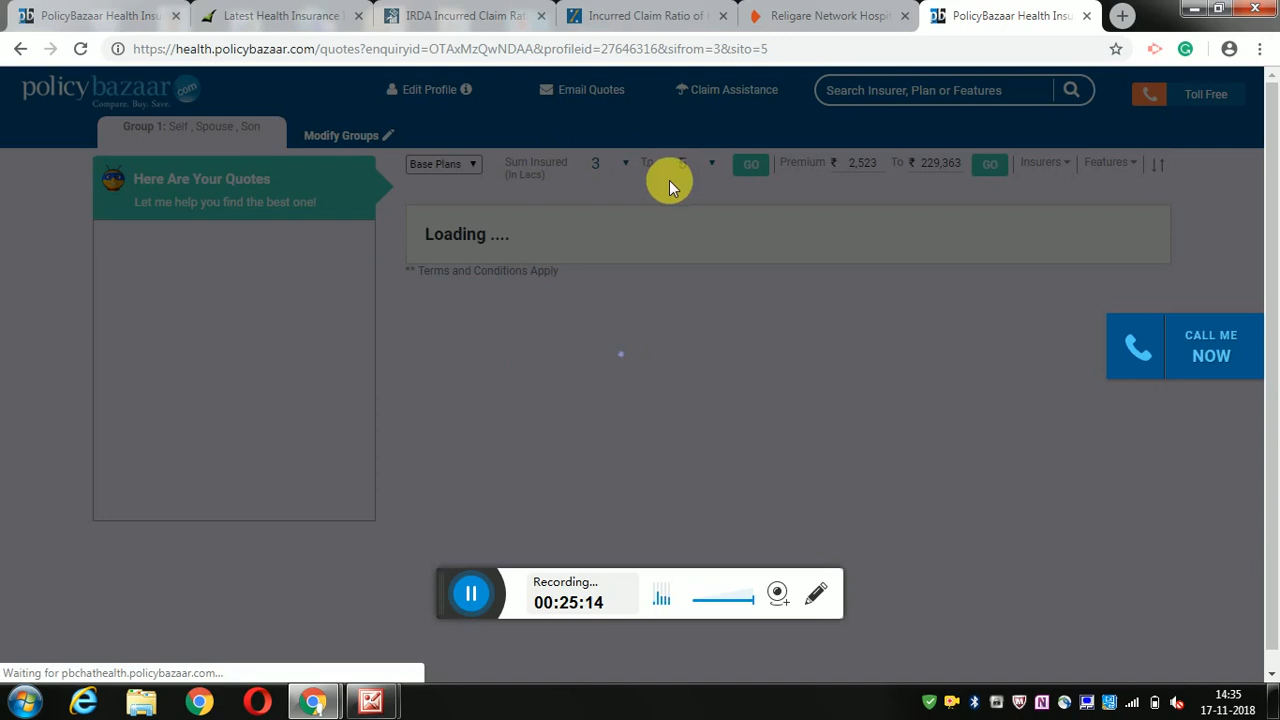 PolicyBazaar Health Insu
Latest Health Insurance
IRDA Incurred Claim Rati
Incurred Claim Ratio of
Religare Network Hospi
PolicyBazaar Health Insu
https://health.policybazaar.com/quotes?enquiryid=OTAxMzQwNDAA&profileid=27646316&sifrom=3&sito=5
policybazaar.com
Compare. Buy. Save.
Edit Profile
Email Quotes
Claim Assistance
Search Insurer, Plan or Features
Toll Free
Group 1: Self , Spouse , Son
Modify Groups
Base Plans
Sum Insured
(In Lacs)
3
To
5
GO
Premium ₹ 2,523 To ₹ 229,363
GO
Insurers
Features
Here Are Your Quotes
Let me help you find the best one!
Loading ....
** Terms and Conditions Apply
CALL ME
NOW
Recording...
00:25:14
Waiting for pbchathealth.policybazaar.com...
14:35
17-11-2018